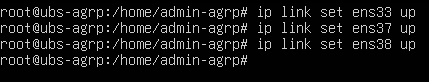 root@ubs-agrp:/home/admin-agrp# ip link set ens33 up
root@ubs-agrp:/home/admin-agrp# ip link set ens37 up
root@ubs-agrp:/home/admin-agrp# ip link set ens38 up
root@ubs-agrp:/home/admin-agrp#